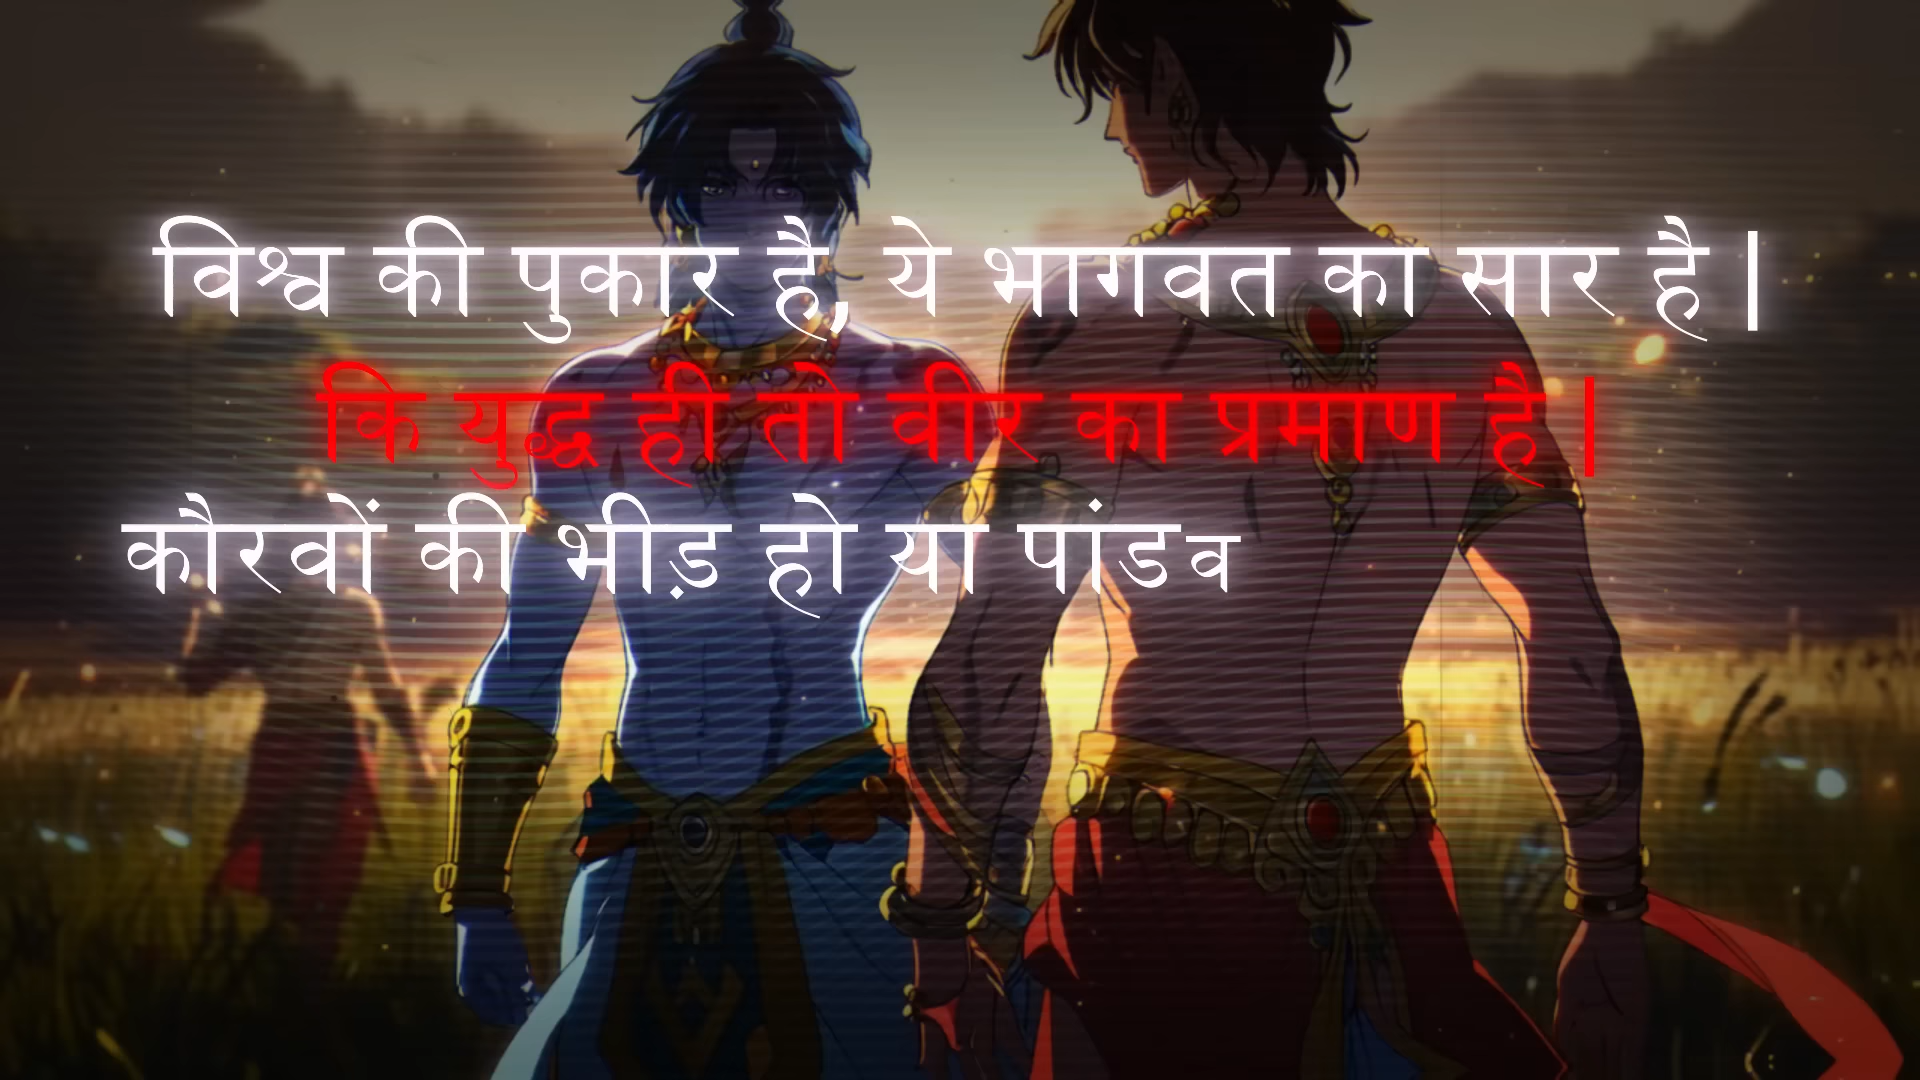 विश्व की पुकार है, ये भागवत का सार है |
कि युद्ध ही तो वीर का प्रमाण है |
कौरवों की भीड़ हो या पांडव